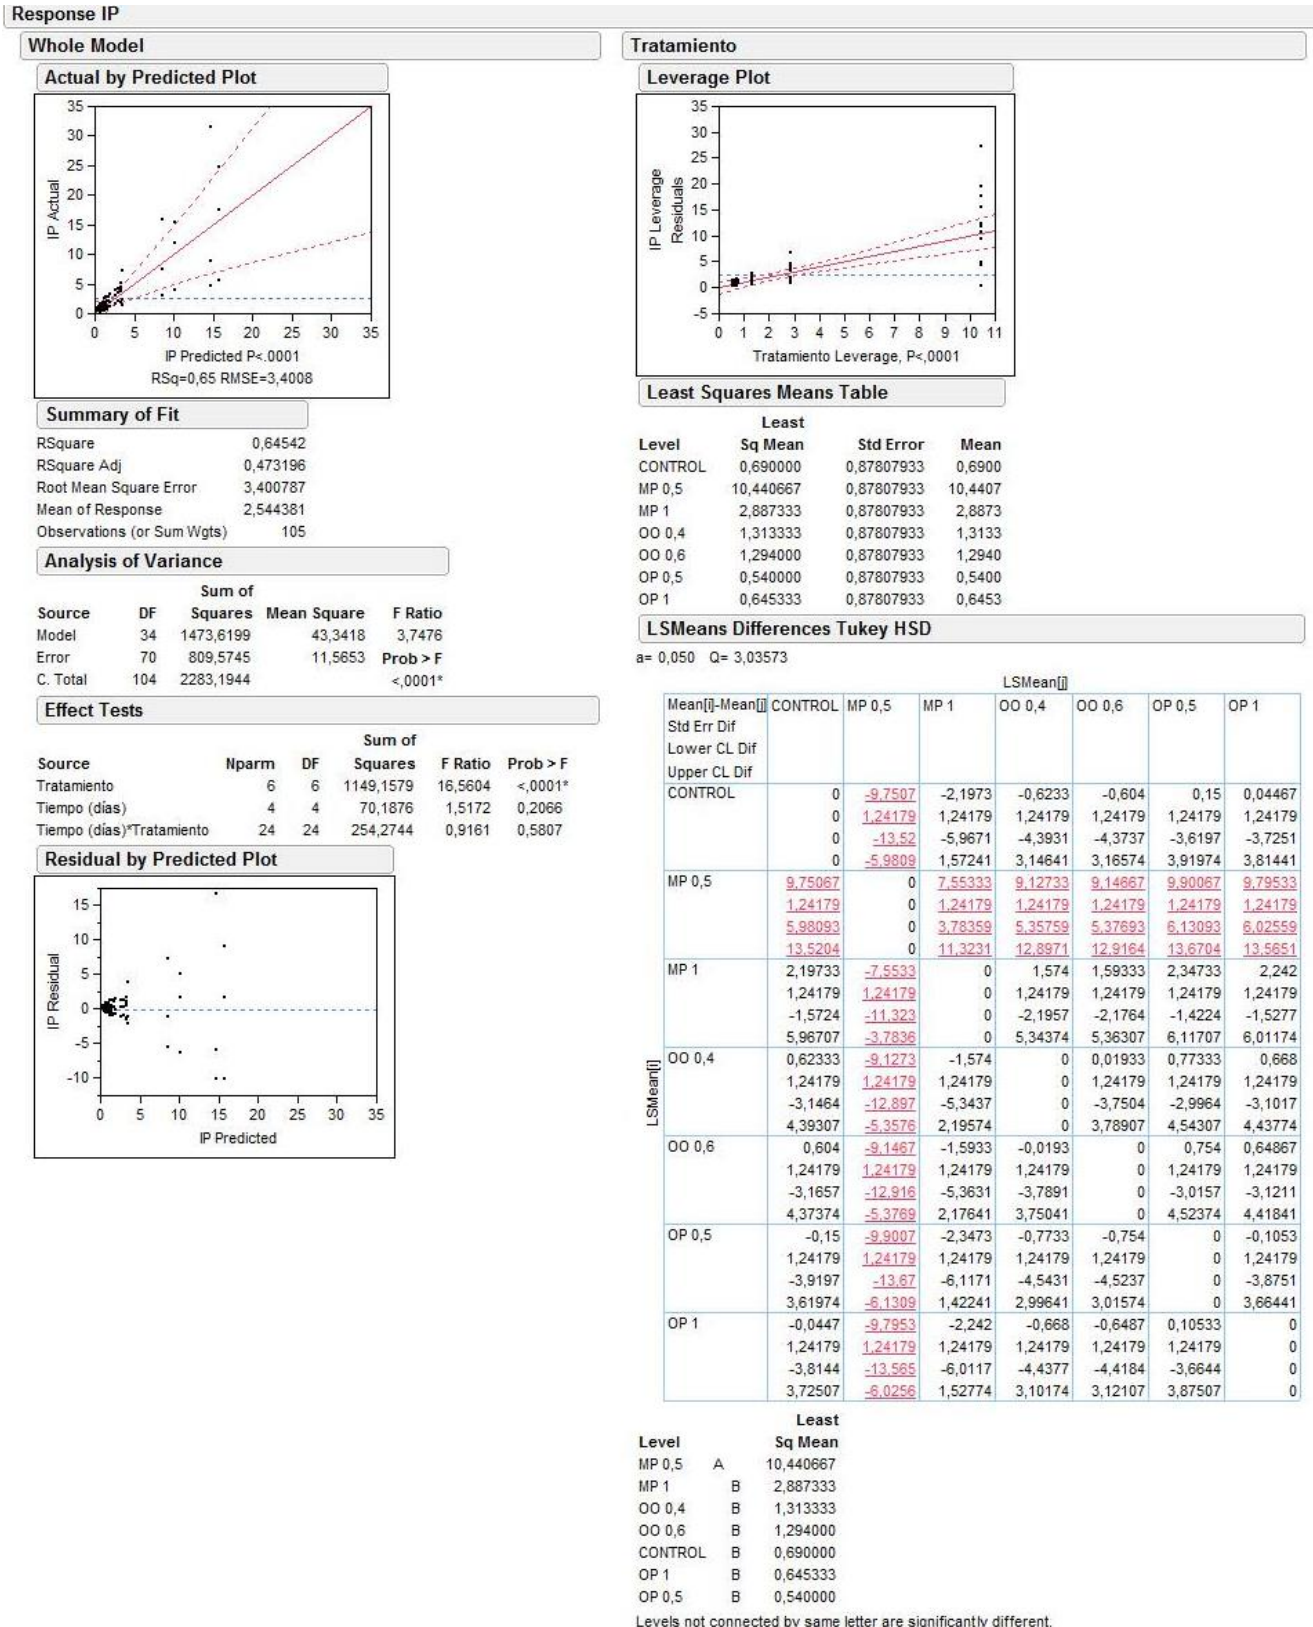 Response IP
Whole Model
Actual by Predicted Plot
35
30
25
20
15
10
5
0
IP Actual
0 5 10 15 20 25 30 35
IP Predicted P<.0001
RSq=0,65 RMSE=3,4008
Summary of Fit
RSquare 0,64542
RSquare Adj 0,473196
Root Mean Square Error 3,400787
Mean of Response 2,544381
Observations (or Sum Wgts) 105
Analysis of Variance
Sum of
Source DF Squares Mean Square F Ratio
Model 34 1473,6199 43,3418 3,7476
Error 70 809,5745 11,5653 Prob > F
C. Total 104 2283,1944 <,0001*
Effect Tests
Sum of
Source Nparm DF Squares F Ratio Prob > F
Tratamiento 6 6 1149,1579 16,5604 <,0001*
Tiempo (días) 4 4 70,1876 1,5172 0,2066
Tiempo (días)*Tratamiento 24 24 254,2744 0,9161 0,5807
Residual by Predicted Plot
15
10
5
0
-5
-10
IP Residual
0 5 10 15 20 25 30 35
IP Predicted
Tratamiento
Leverage Plot
35
30
25
20
15
10
5
0
-5
IP Leverage
Residuals
0 1 2 3 4 5 6 7 8 9 10 11
Tratamiento Leverage, P<,0001
Least Squares Means Table
Least
Level Sq Mean Std Error Mean
CONTROL 0,690000 0,87807933 0,6900
MP 0,5 10,440667 0,87807933 10,4407
MP 1 2,887333 0,87807933 2,8873
OO 0,4 1,313333 0,87807933 1,3133
OO 0,6 1,294000 0,87807933 1,2940
OP 0,5 0,540000 0,87807933 0,5400
OP 1 0,645333 0,87807933 0,6453
LSMeans Differences Tukey HSD
a= 0,050 Q= 3,03573
LSMean[j]
Mean[i]-Mean[j] CONTROL MP 0,5 MP 1 OO 0,4 OO 0,6 OP 0,5 OP 1
Std Err Dif
Lower CL Dif
Upper CL Dif
LSMean[i]
CONTROL 0 -9,7507 -2,1973 -0,6233 -0,604 0,15 0,04467
0 1,24179 1,24179 1,24179 1,24179 1,24179 1,24179
0 -13,52 -5,9671 -4,3931 -4,3737 -3,6197 -3,7251
0 -5,9809 1,57241 3,14641 3,16574 3,91974 3,81441
MP 0,5 9,75067 0 7,55333 9,12733 9,14667 9,90067 9,79533
1,24179 0 1,24179 1,24179 1,24179 1,24179 1,24179
5,98093 0 3,78359 5,35759 5,37693 6,13093 6,02559
13,5204 0 11,3231 12,8971 12,9164 13,6704 13,5651
MP 1 2,19733 -7,5533 0 1,574 1,59333 2,34733 2,242
1,24179 1,24179 0 1,24179 1,24179 1,24179 1,24179
-1,5724 -11,323 0 -2,1957 -2,1764 -1,4224 -1,5277
5,96707 -3,7836 0 5,34374 5,36307 6,11707 6,01174
OO 0,4 0,62333 -9,1273 -1,574 0 0,01933 0,77333 0,668
1,24179 1,24179 1,24179 0 1,24179 1,24179 1,24179
-3,1464 -12,897 -5,3437 0 -3,7504 -2,9964 -3,1017
4,39307 -5,3576 2,19574 0 3,78907 4,54307 4,43774
OO 0,6 0,604 -9,1467 -1,5933 -0,0193 0 0,754 0,64867
1,24179 1,24179 1,24179 1,24179 0 1,24179 1,24179
-3,1657 -12,916 -5,3631 -3,7891 0 -3,0157 -3,1211
4,37374 -5,3769 2,17641 3,75041 0 4,52374 4,41841
OP 0,5 -0,15 -9,9007 -2,3473 -0,7733 -0,754 0 -0,1053
1,24179 1,24179 1,24179 1,24179 1,24179 0 1,24179
-3,9197 -13,67 -6,1171 -4,5431 -4,5237 0 -3,8751
3,61974 -6,1309 1,42241 2,99641 3,01574 0 3,66441
OP 1 -0,0447 -9,7953 -2,242 -0,668 -0,6487 0,10533 0
1,24179 1,24179 1,24179 1,24179 1,24179 1,24179 0
-3,8144 -13,565 -6,0117 -4,4377 -4,4184 -3,6644 0
3,72507 -6,0256 1,52774 3,10174 3,12107 3,87507 0
Least
Level Sq Mean
MP 0,5 A 10,440667
MP 1 B 2,887333
OO 0,4 B 1,313333
OO 0,6 B 1,294000
CONTROL B 0,690000
OP 1 B 0,645333
OP 0,5 B 0,540000
Levels not connected by same letter are significantly different.